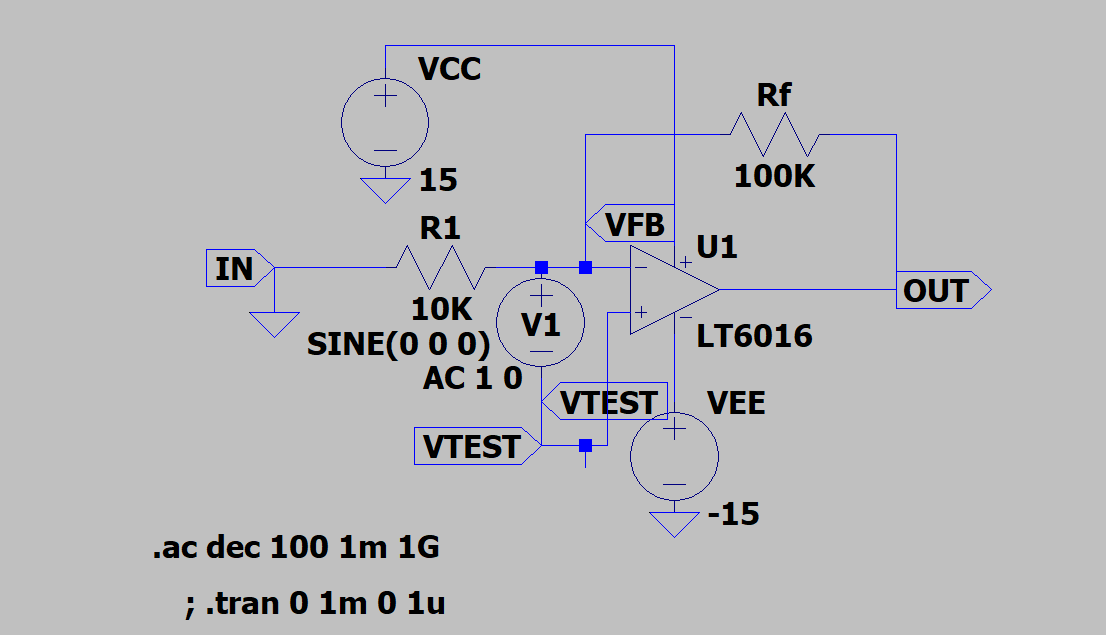 VCC
Rf
15
100K
R1
VFB
U1
IN
OUT
10K
V1
SINE(0 0 0)
LT6016
AC 1 0
VTEST
VEE
VTEST
-15
.ac dec 100 1m 1G
; .tran 0 1m 0 1u